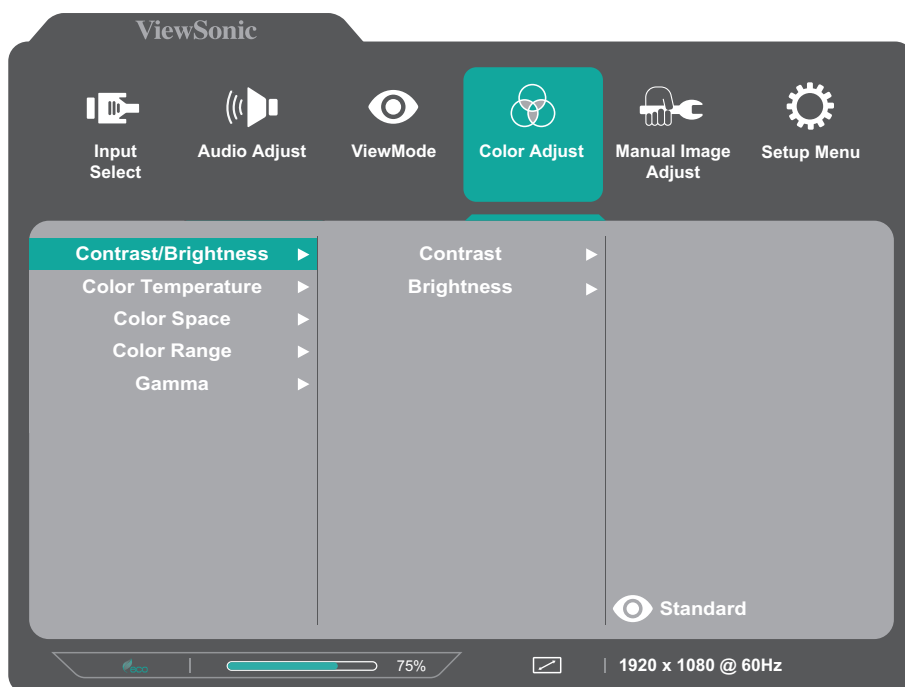 ViewSonic
Input Select
Audio Adjust
ViewMode
Color Adjust
Manual Image Adjust
Setup Menu
Contrast/Brightness
Color Temperature
Color Space
Color Range
Gamma
Contrast
Brightness
Standard
eco
75%
1920 x 1080 @ 60Hz